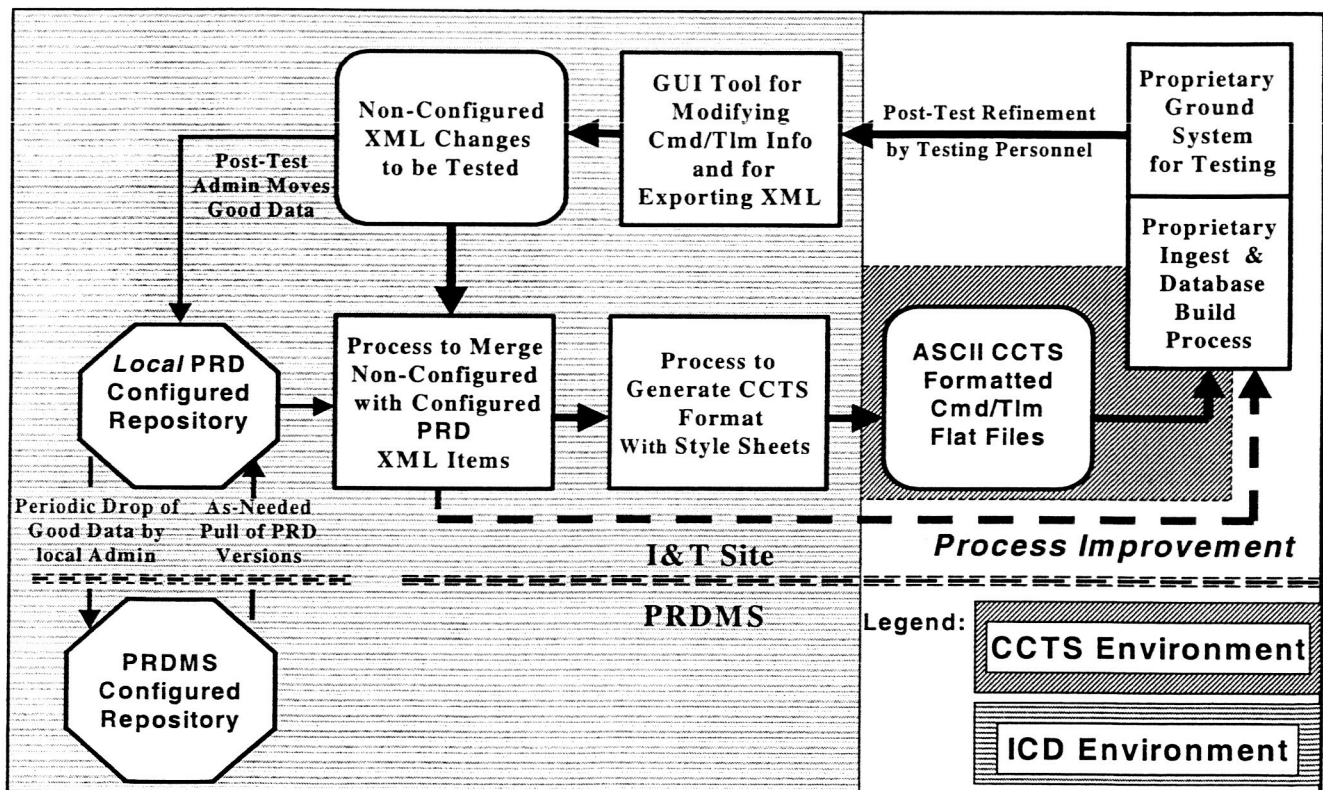 Non-Configured
XML Changes
to be Tested
GUI Tool for
Modifying
Cmd/Tlm Info
and for
Exporting XML
Post-Test Refinement
by Testing Personnel
Proprietary
Ground
System
for Testing
Post-Test
Admin Moves
Good Data
Proprietary
Ingest &
Database
Build
Process
Local PRD
Configured
Repository
Process to Merge
Non-Configured
with Configured
PRD
XML Items
Process to
Generate CCTS
Format
With Style Sheets
ASCII CCTS
Formatted
Cmd/Tlm
Flat Files
Periodic Drop of
Good Data by
local Admin
As-Needed
Pull of PRD
Versions
Process Improvement
I&T Site
PRDMS
PRDMS
Configured
Repository
Legend:
CCTS Environment
ICD Environment